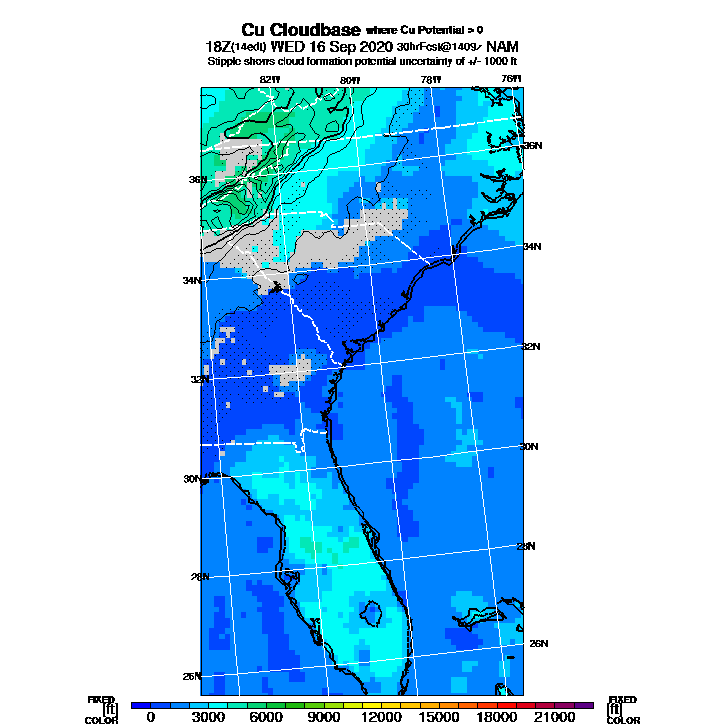 Cu Cloudbase where Cu Potential > 0
18Z(14edt) WED 16 Sep 2020 30hrFcst@1409z NAM
Stipple shows cloud formation potential uncertainty of +/- 1000 ft
82W 80W 78W 76W
36N 36N
34N 34N
32N 32N
30N 30N
28N 28N
26N 26N
FIXED FIXED
[ft] 0 3000 6000 9000 12000 15000 18000 21000 [ft]
COLOR COLOR